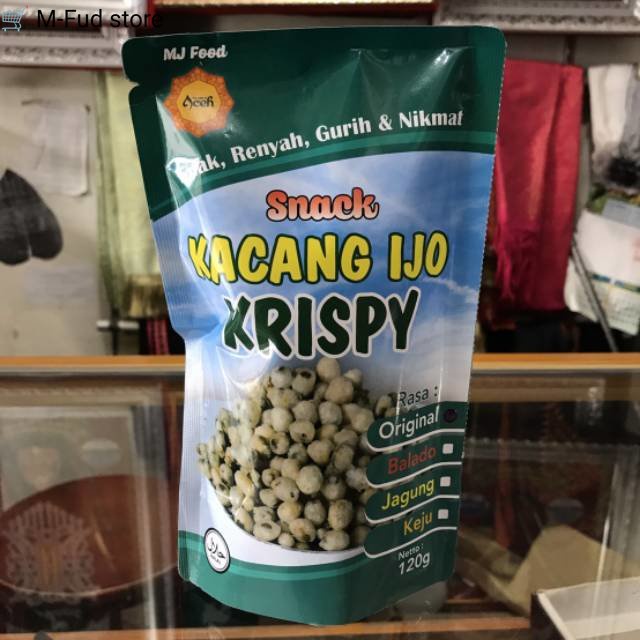 🛒 M-Fud store
MJ Food
Aceh
Renyah, Gurih & Nikmat
Snack
KACANG IJO
KRISPY
Rasa :
Original
Balado
Jagung
Keju
Netto :
120g
حلال